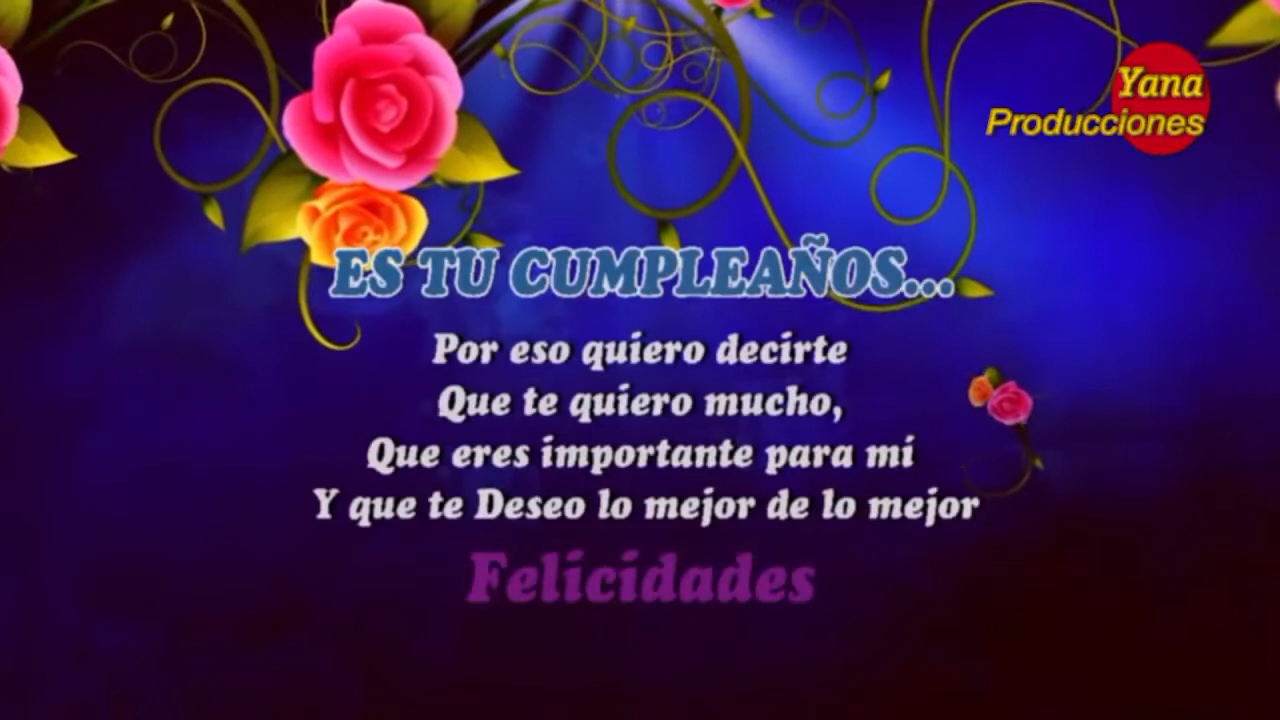 Yana
Producciones
ES TU CUMPLEAÑOS...
Por eso quiero decirte
Que te quiero mucho,
Que eres importante para mí
Y que te Deseo lo mejor de lo mejor
Felicidades